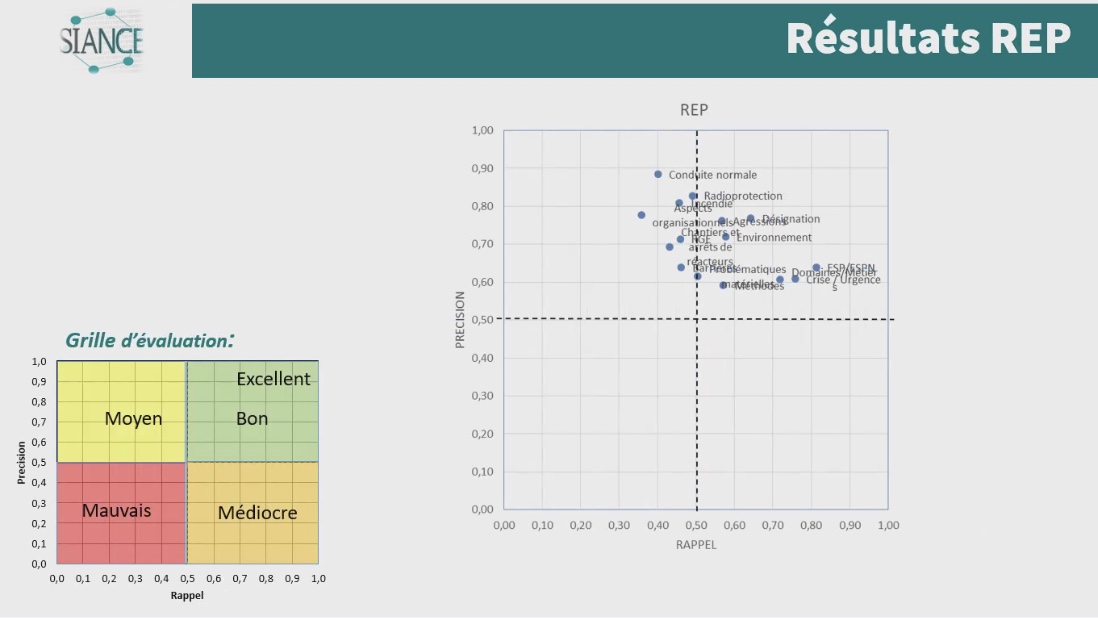 SIANCE
Résultats REP
REP
1,00
0,90
0,80
0,70
0,60
0,50
0,40
0,30
0,20
0,10
0,00
PRECISION
Conduite normale
Radioprotection
Incendie
Aspects
organisationnels
Agressions
Désignation
Chantiers et
RGE
Environnement
arrêts de
réacteurs
Problématiques
matérielles
Méthodes
ESP/ESPN
Domaines/Métier
s
Crise / Urgence
0,00 0,10 0,20 0,30 0,40 0,50 0,60 0,70 0,80 0,90 1,00
RAPPEL
Grille d'évaluation:
1,0
0,9
0,8
0,7
0,6
0,5
0,4
0,3
0,2
0,1
0,0
Precision
Excellent
Moyen
Bon
Mauvais
Médiocre
0,0 0,1 0,2 0,3 0,4 0,5 0,6 0,7 0,8 0,9 1,0
Rappel